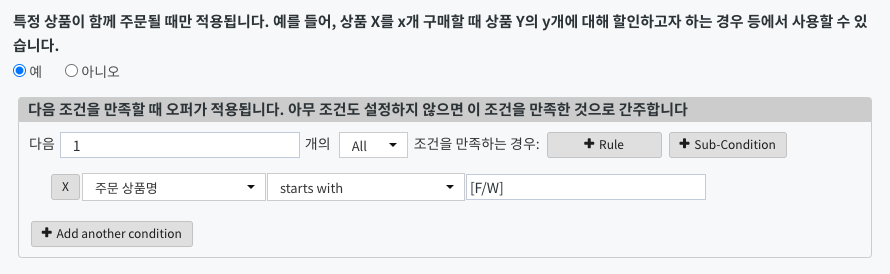 특정 상품이 함께 주문될 때만 적용됩니다. 예를 들어, 상품 X를 x개 구매할 때 상품 Y의 y개에 대해 할인하고자 하는 경우 등에서 사용할 수 있
습니다.
예 아니오
다음 조건을 만족할 때 오퍼가 적용됩니다. 아무 조건도 설정하지 않으면 이 조건을 만족한 것으로 간주합니다
다음 1 개의 All 조건을 만족하는 경우: + Rule + Sub-Condition
X 주문 상품명 starts with [F/W]
+ Add another condition